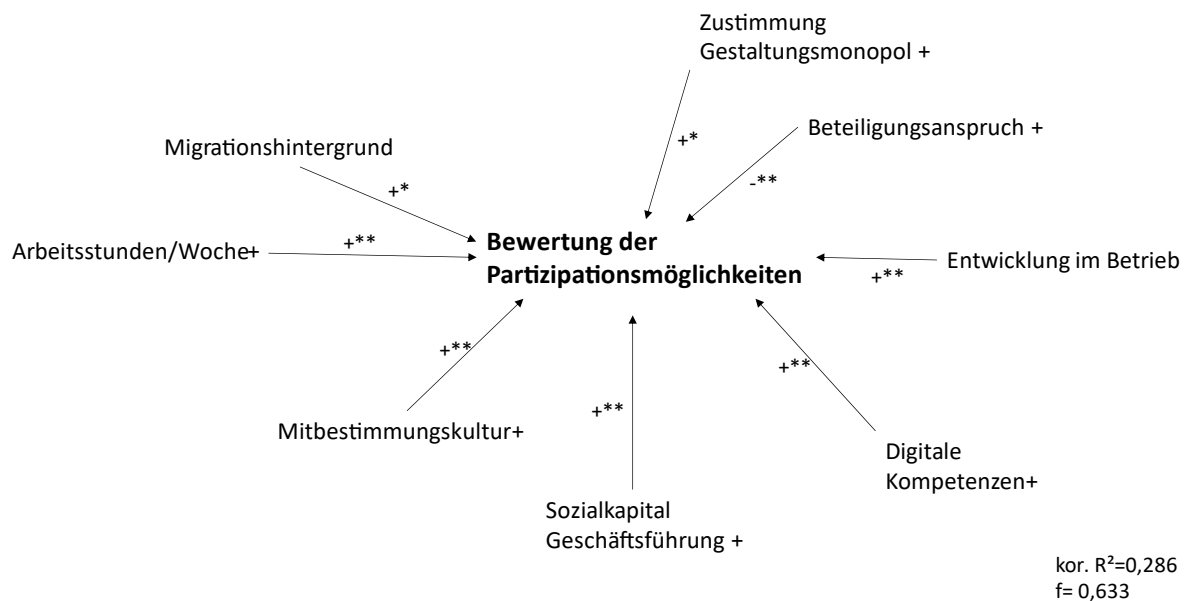 Zustimmung
Gestaltungsmonopol +
+*
Beteiligungsanspruch +
-**
Migrationshintergrund
+*
Arbeitsstunden/Woche+
+**
Bewertung der
Partizipationsmöglichkeiten
Entwicklung im Betrieb
+**
+**
Mitbestimmungskultur+
+**
Sozialkapital
Geschäftsführung +
+**
Digitale
Kompetenzen+
kor. R²=0,286
f= 0,633